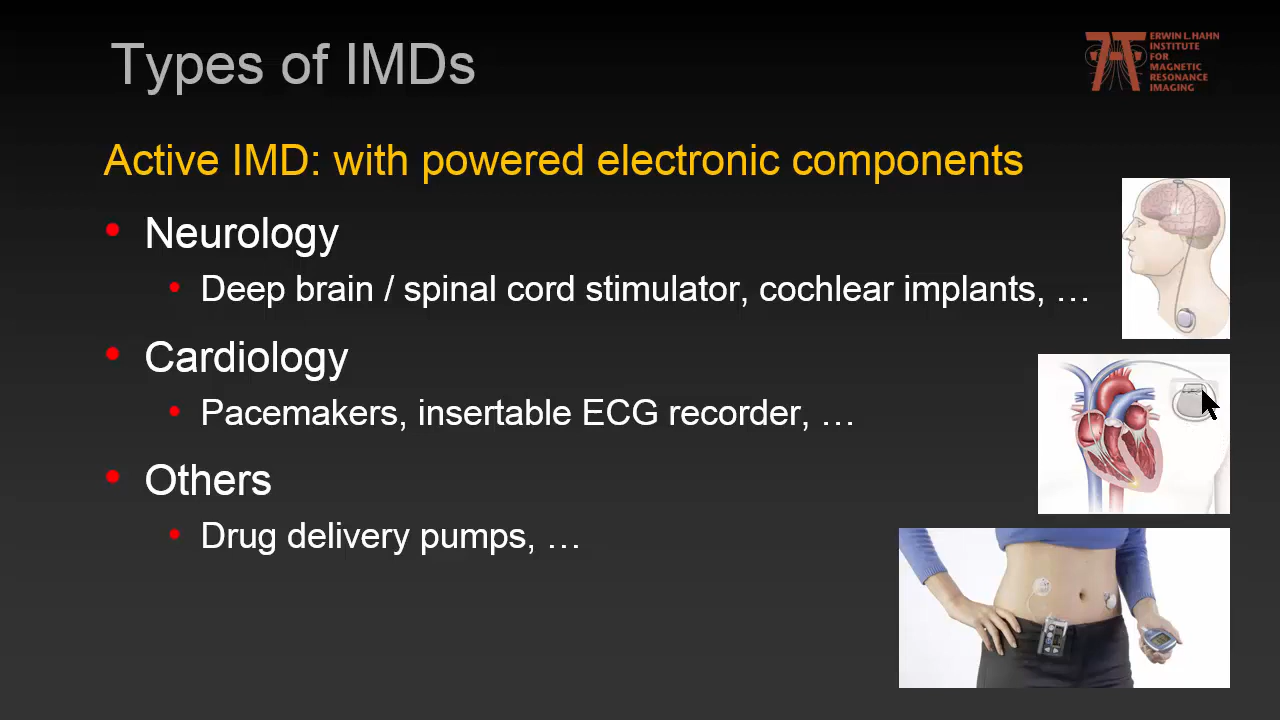 Types of IMDs
ERWIN L. HAHN
INSTITUTE
FOR
MAGNETIC
RESONANCE
IMAGING
Active IMD: with powered electronic components
• Neurology
• Deep brain / spinal cord stimulator, cochlear implants, …
• Cardiology
• Pacemakers, insertable ECG recorder, …
• Others
• Drug delivery pumps, …